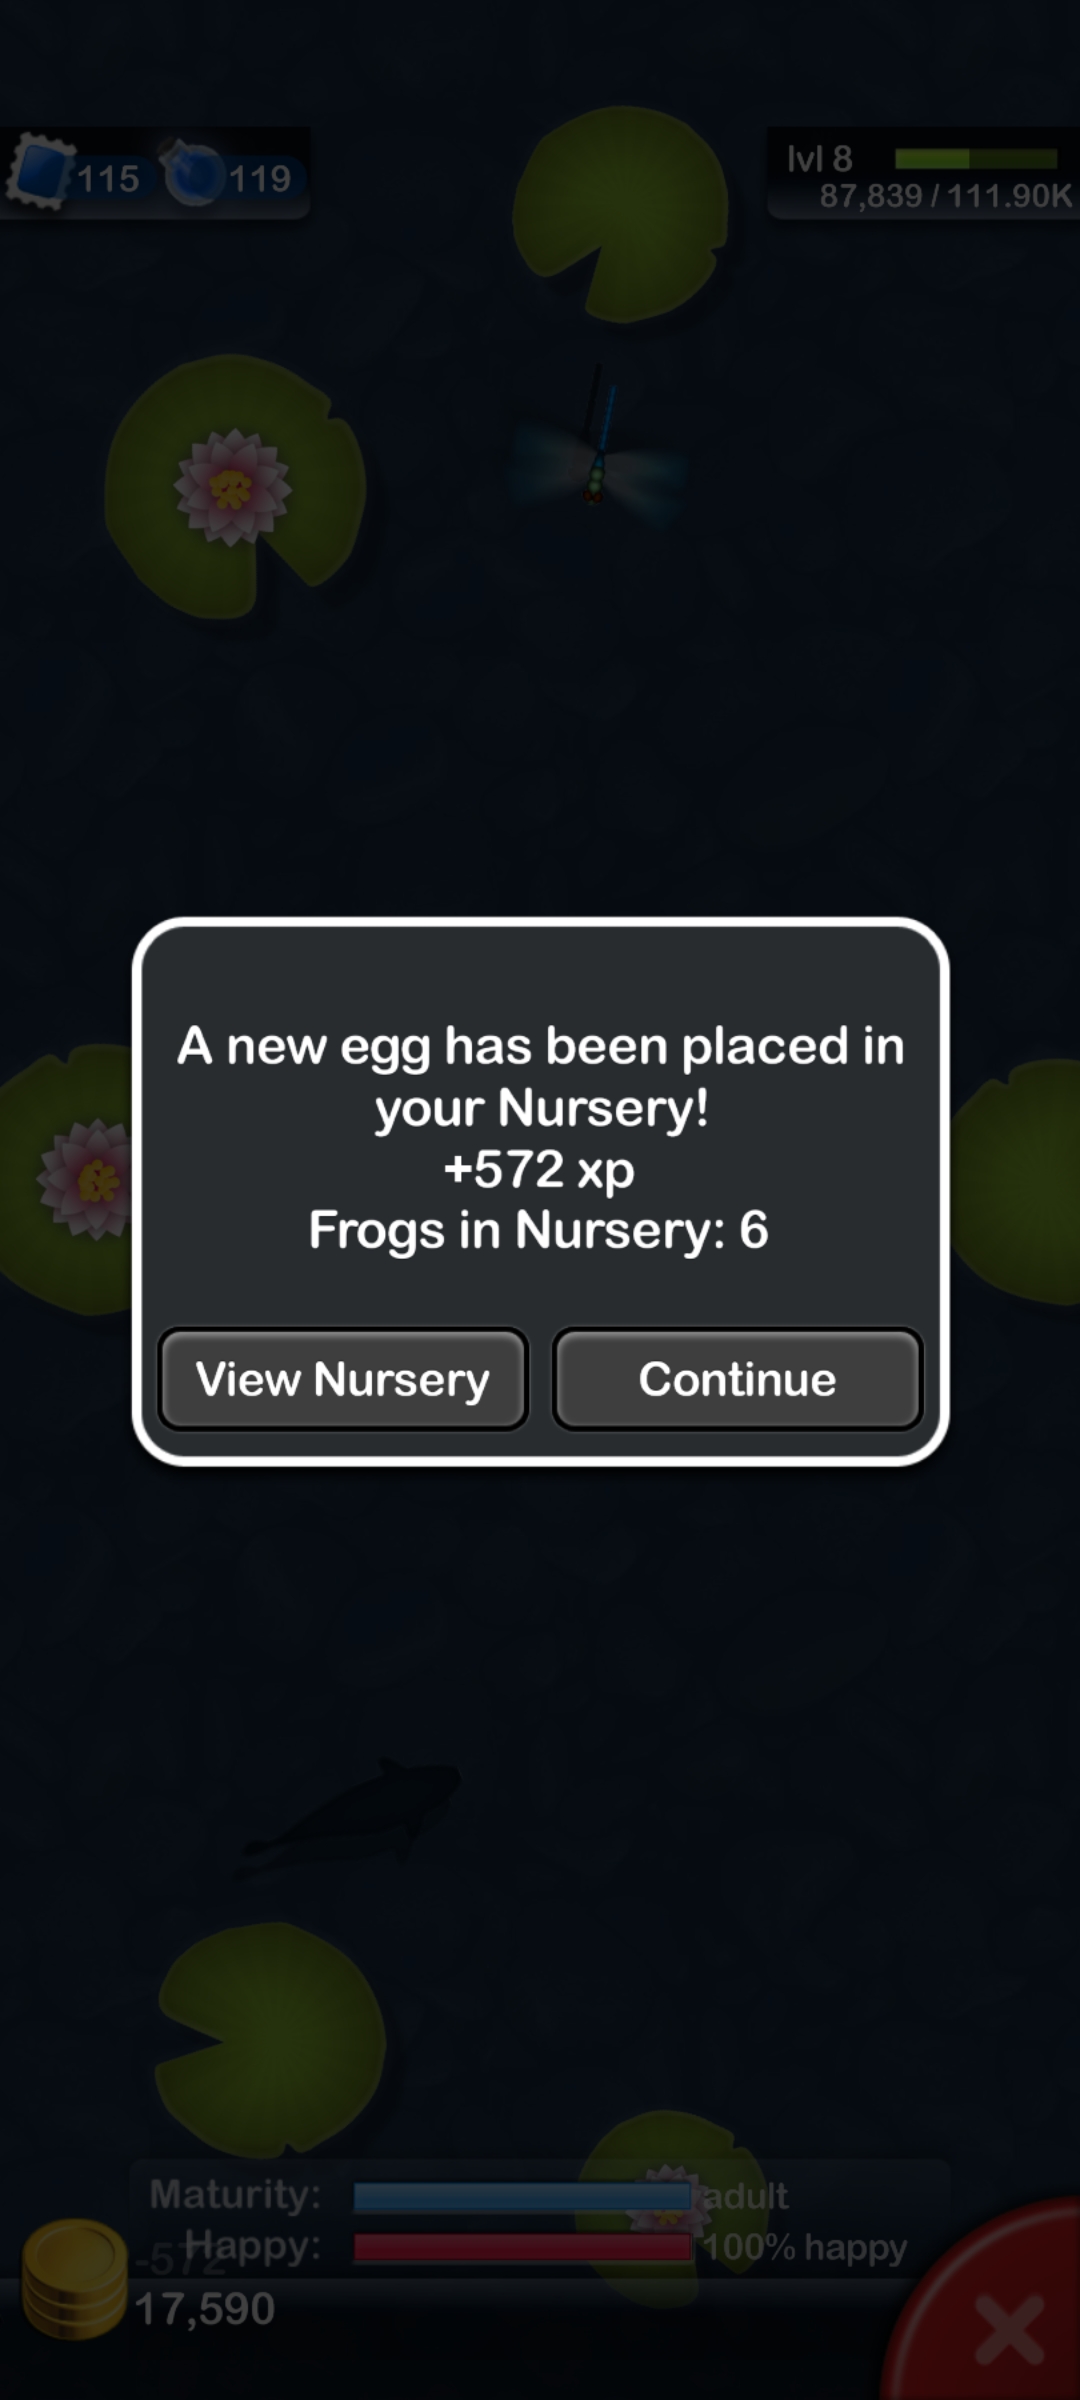 115
119
lvl 8
87,839 / 111.90K
A new egg has been placed in
your Nursery!
+572 xp
Frogs in Nursery: 6
View Nursery
Continue
Maturity:
adult
Happy:
100% happy
-572
17,590